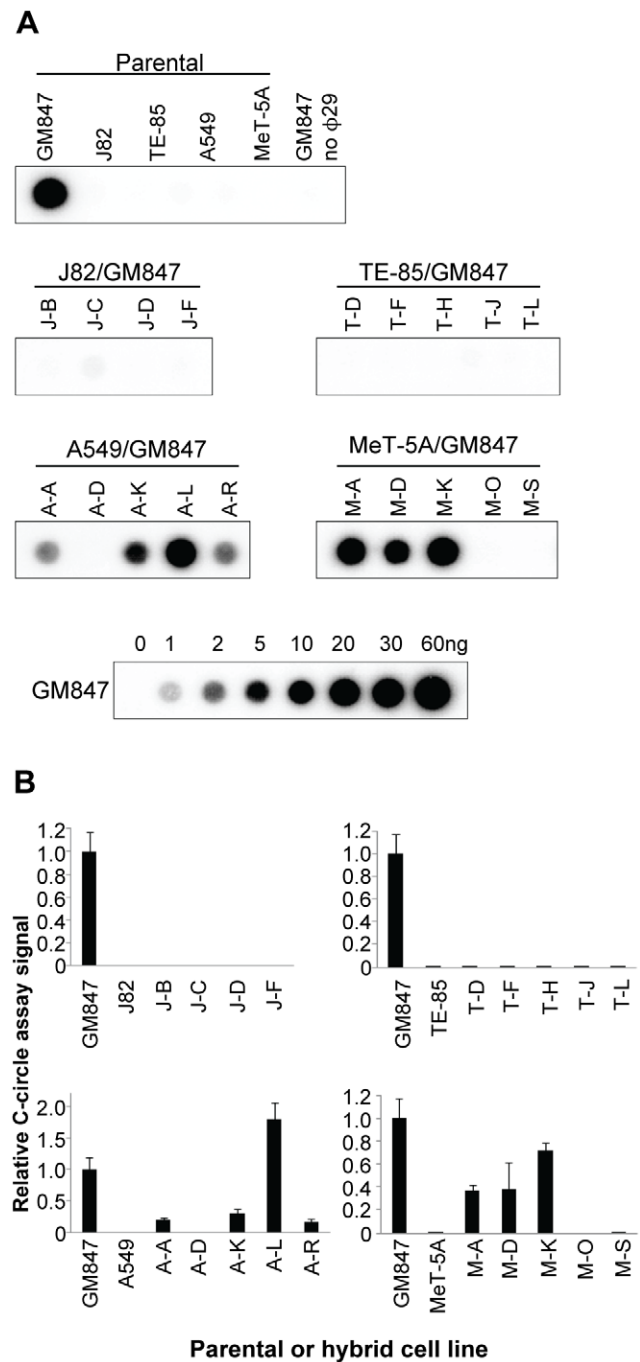 A
Parental
GM847
J82
TE-85
A549
MeT-5A
GM847
no ϕ29
J82/GM847
J-B
J-C
J-D
J-F
TE-85/GM847
T-D
T-F
T-H
T-J
T-L
A549/GM847
A-A
A-D
A-K
A-L
A-R
MeT-5A/GM847
M-A
M-D
M-K
M-O
M-S
0 1 2 5 10 20 30 60ng
GM847
B
Relative C-circle assay signal
1.2
1.0
0.8
0.6
0.4
0.2
0
GM847
J82
J-B
J-C
J-D
J-F
1.2
1.0
0.8
0.6
0.4
0.2
0
GM847
TE-85
T-D
T-F
T-H
T-J
T-L
2.0
1.5
1.0
0.5
0
GM847
A549
A-A
A-D
A-K
A-L
A-R
1.2
1.0
0.8
0.6
0.4
0.2
0
GM847
MeT-5A
M-A
M-D
M-K
M-O
M-S
Parental or hybrid cell line